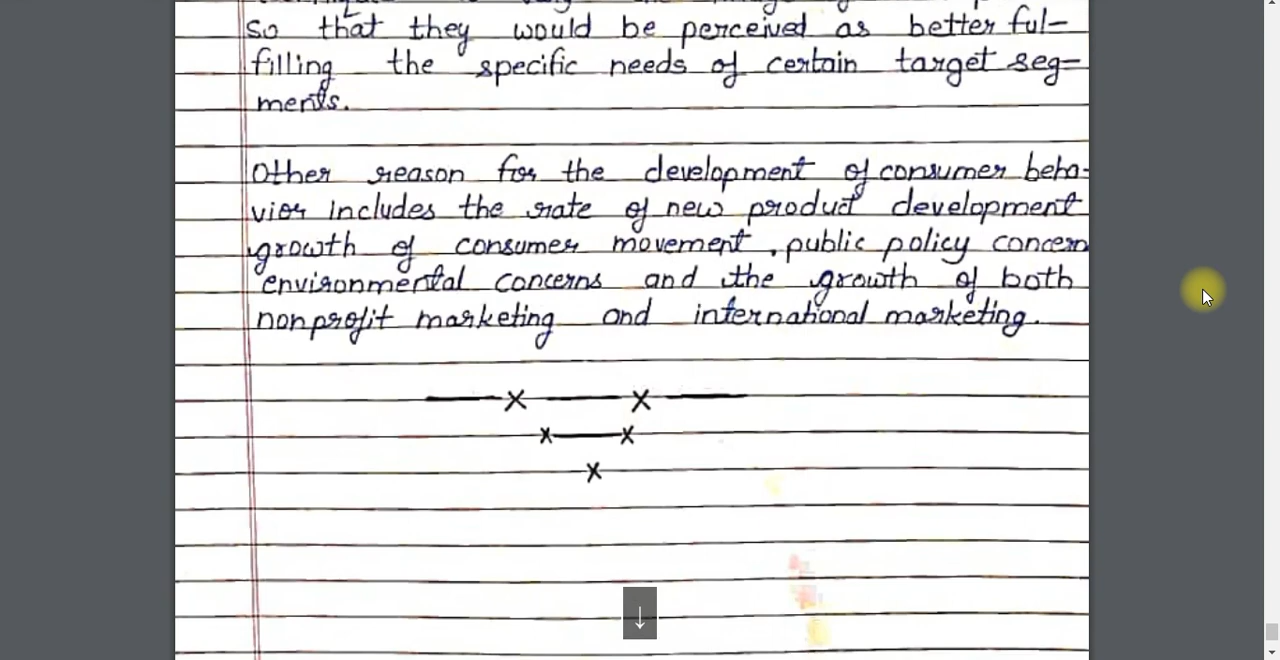 so that they would be perceived as better ful-
filling the specific needs of certain target seg-
ments.
Other reason for the development of consumer beha-
vior includes the rate of new product development
growth of consumer movement, public policy concern
environmental concerns and the growth of both
nonprofit marketing and international marketing.